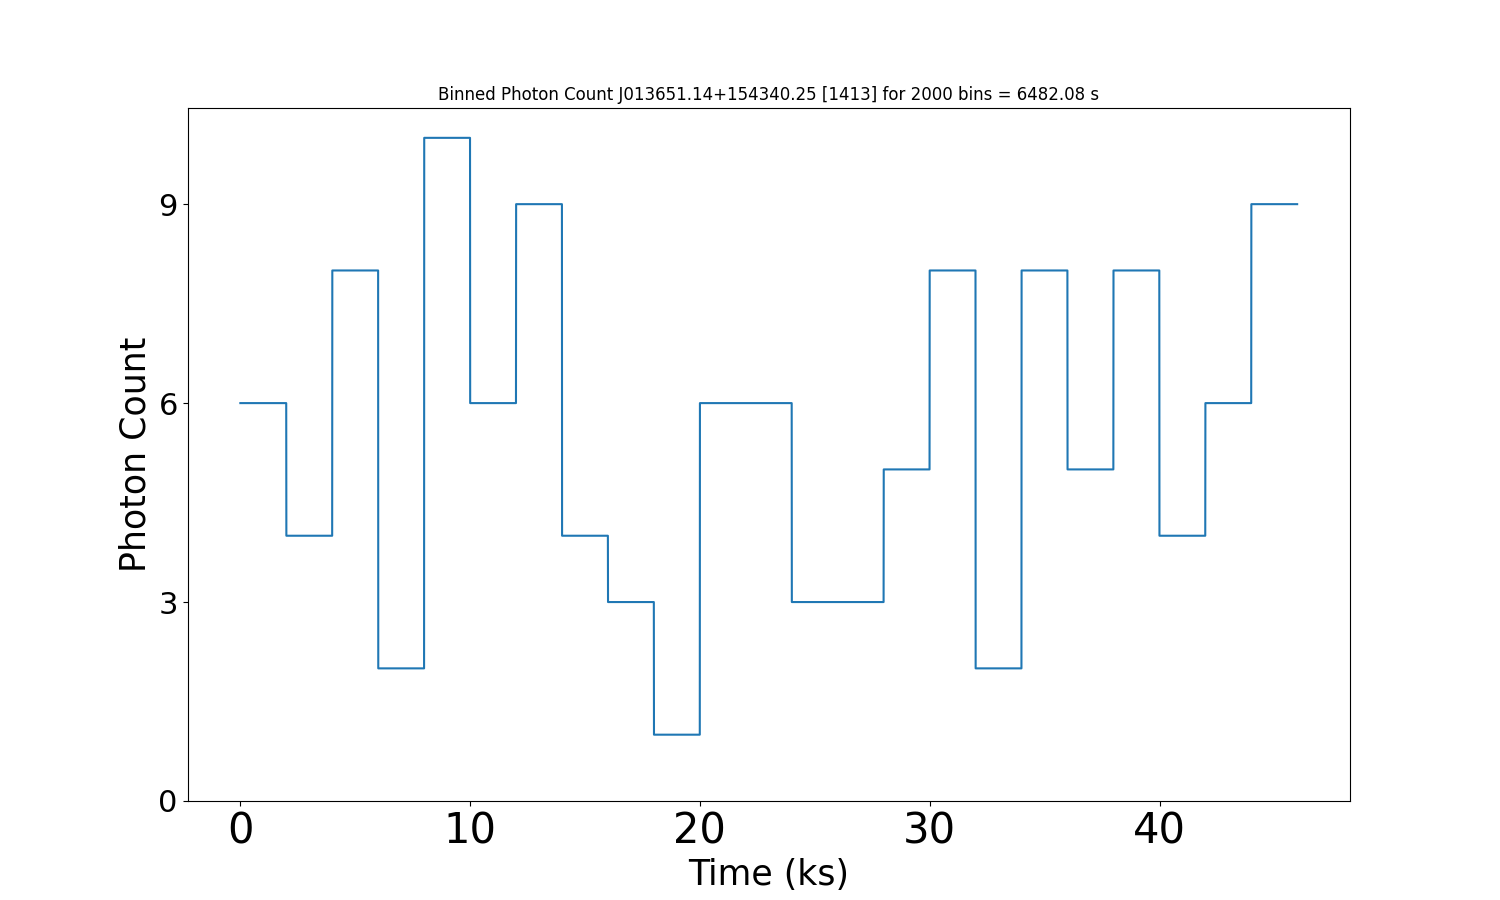 Binned Photon Count J013651.14+154340.25 [1413] for 2000 bins = 6482.08 s
Photon Count
9
6
3
0
0 10 20 30 40
Time (ks)